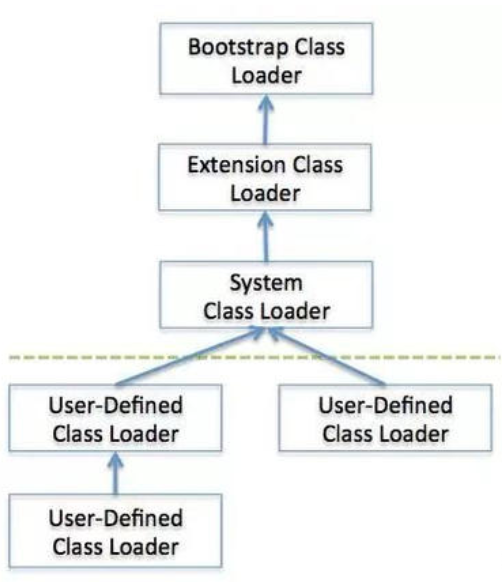 Bootstrap Class
Loader
Extension Class
Loader
System
Class Loader
User-Defined
Class Loader
User-Defined
Class Loader
User-Defined
Class Loader